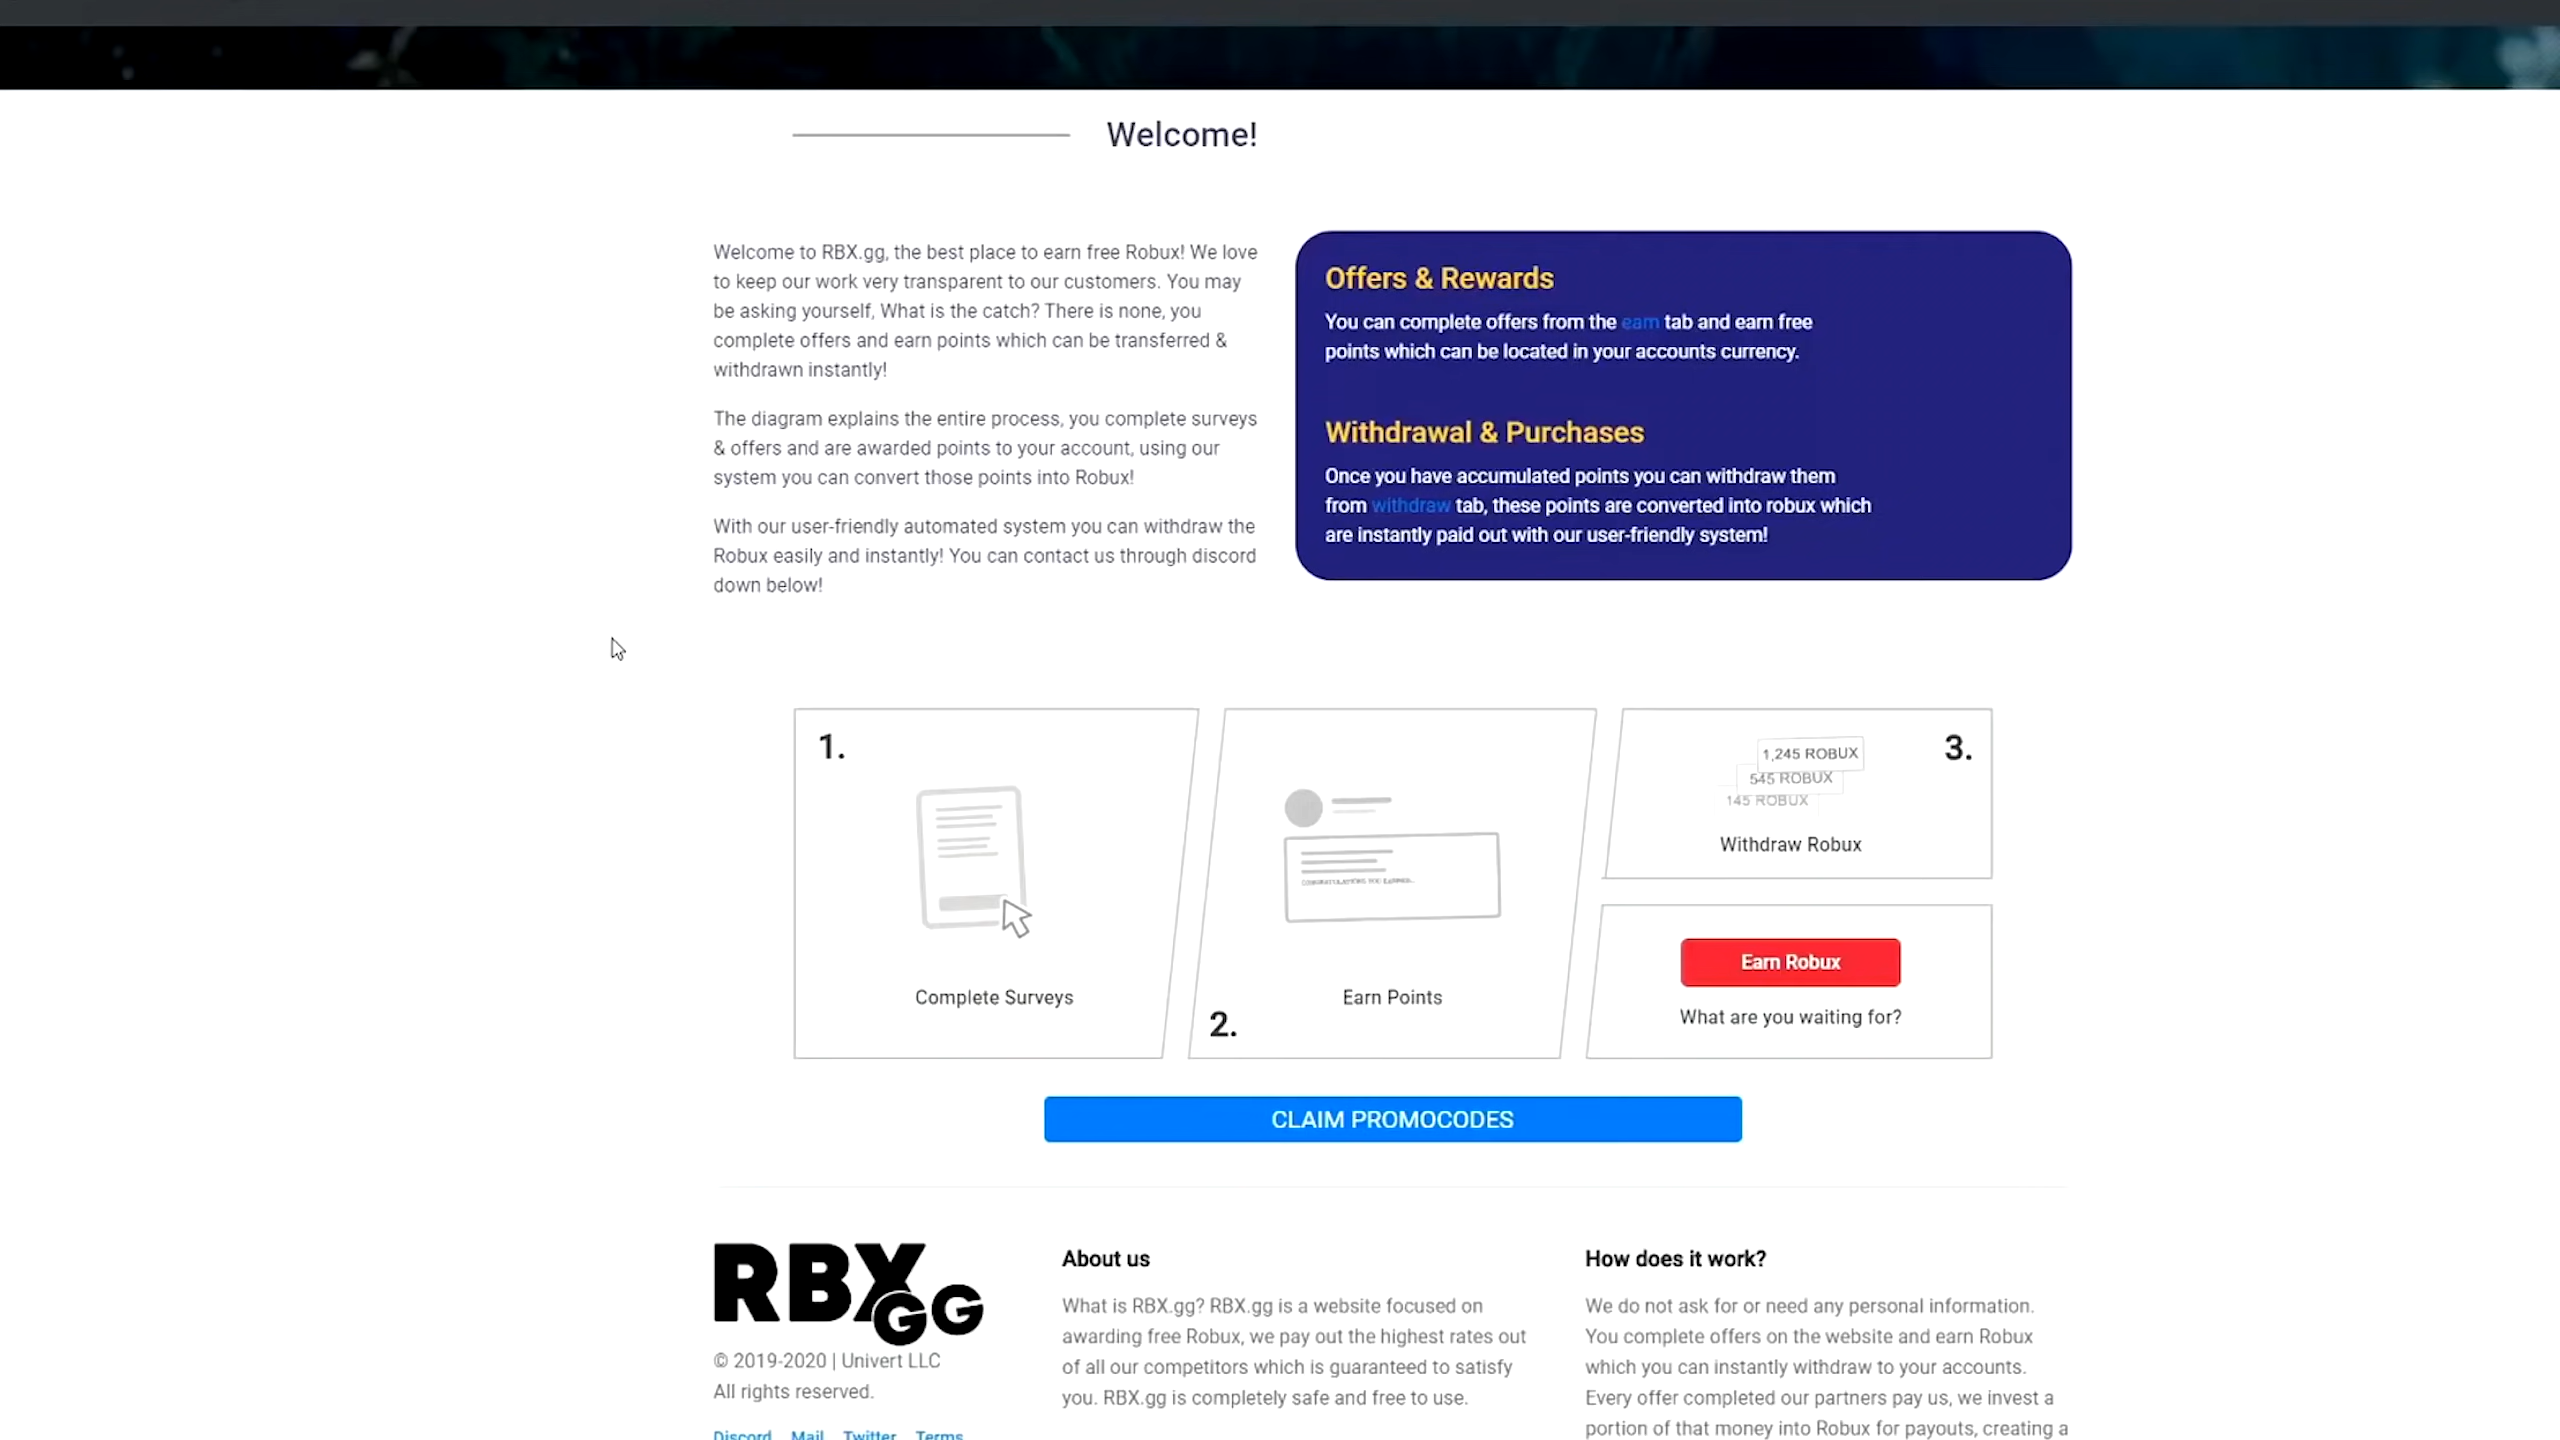 Welcome!
Welcome to RBX.gg, the best place to earn free Robux! We love
to keep our work very transparent to our customers. You may
be asking yourself, What is the catch? There is none, you
complete offers and earn points which can be transferred &
withdrawn instantly!
The diagram explains the entire process, you complete surveys
& offers and are awarded points to your account, using our
system you can convert those points into Robux!
With our user-friendly automated system you can withdraw the
Robux easily and instantly! You can contact us through discord
down below!
Offers & Rewards
You can complete offers from the earn tab and earn free
points which can be located in your accounts currency.
Withdrawal & Purchases
Once you have accumulated points you can withdraw them
from withdraw tab, these points are converted into robux which
are instantly paid out with our user-friendly system!
1.
Complete Surveys
CONGRATULATIONS YOU EARNED...
Earn Points
2.
3.
1,245 ROBUX
545 ROBUX
145 ROBUX
Withdraw Robux
Earn Robux
What are you waiting for?
CLAIM PROMOCODES
RBX GG
© 2019-2020 | Univert LLC
All rights reserved.
Discord Mail Twitter Terms
About us
What is RBX.gg? RBX.gg is a website focused on
awarding free Robux, we pay out the highest rates out
of all our competitors which is guaranteed to satisfy
you. RBX.gg is completely safe and free to use.
How does it work?
We do not ask for or need any personal information.
You complete offers on the website and earn Robux
which you can instantly withdraw to your accounts.
Every offer completed our partners pay us, we invest a
portion of that money into Robux for payouts, creating a